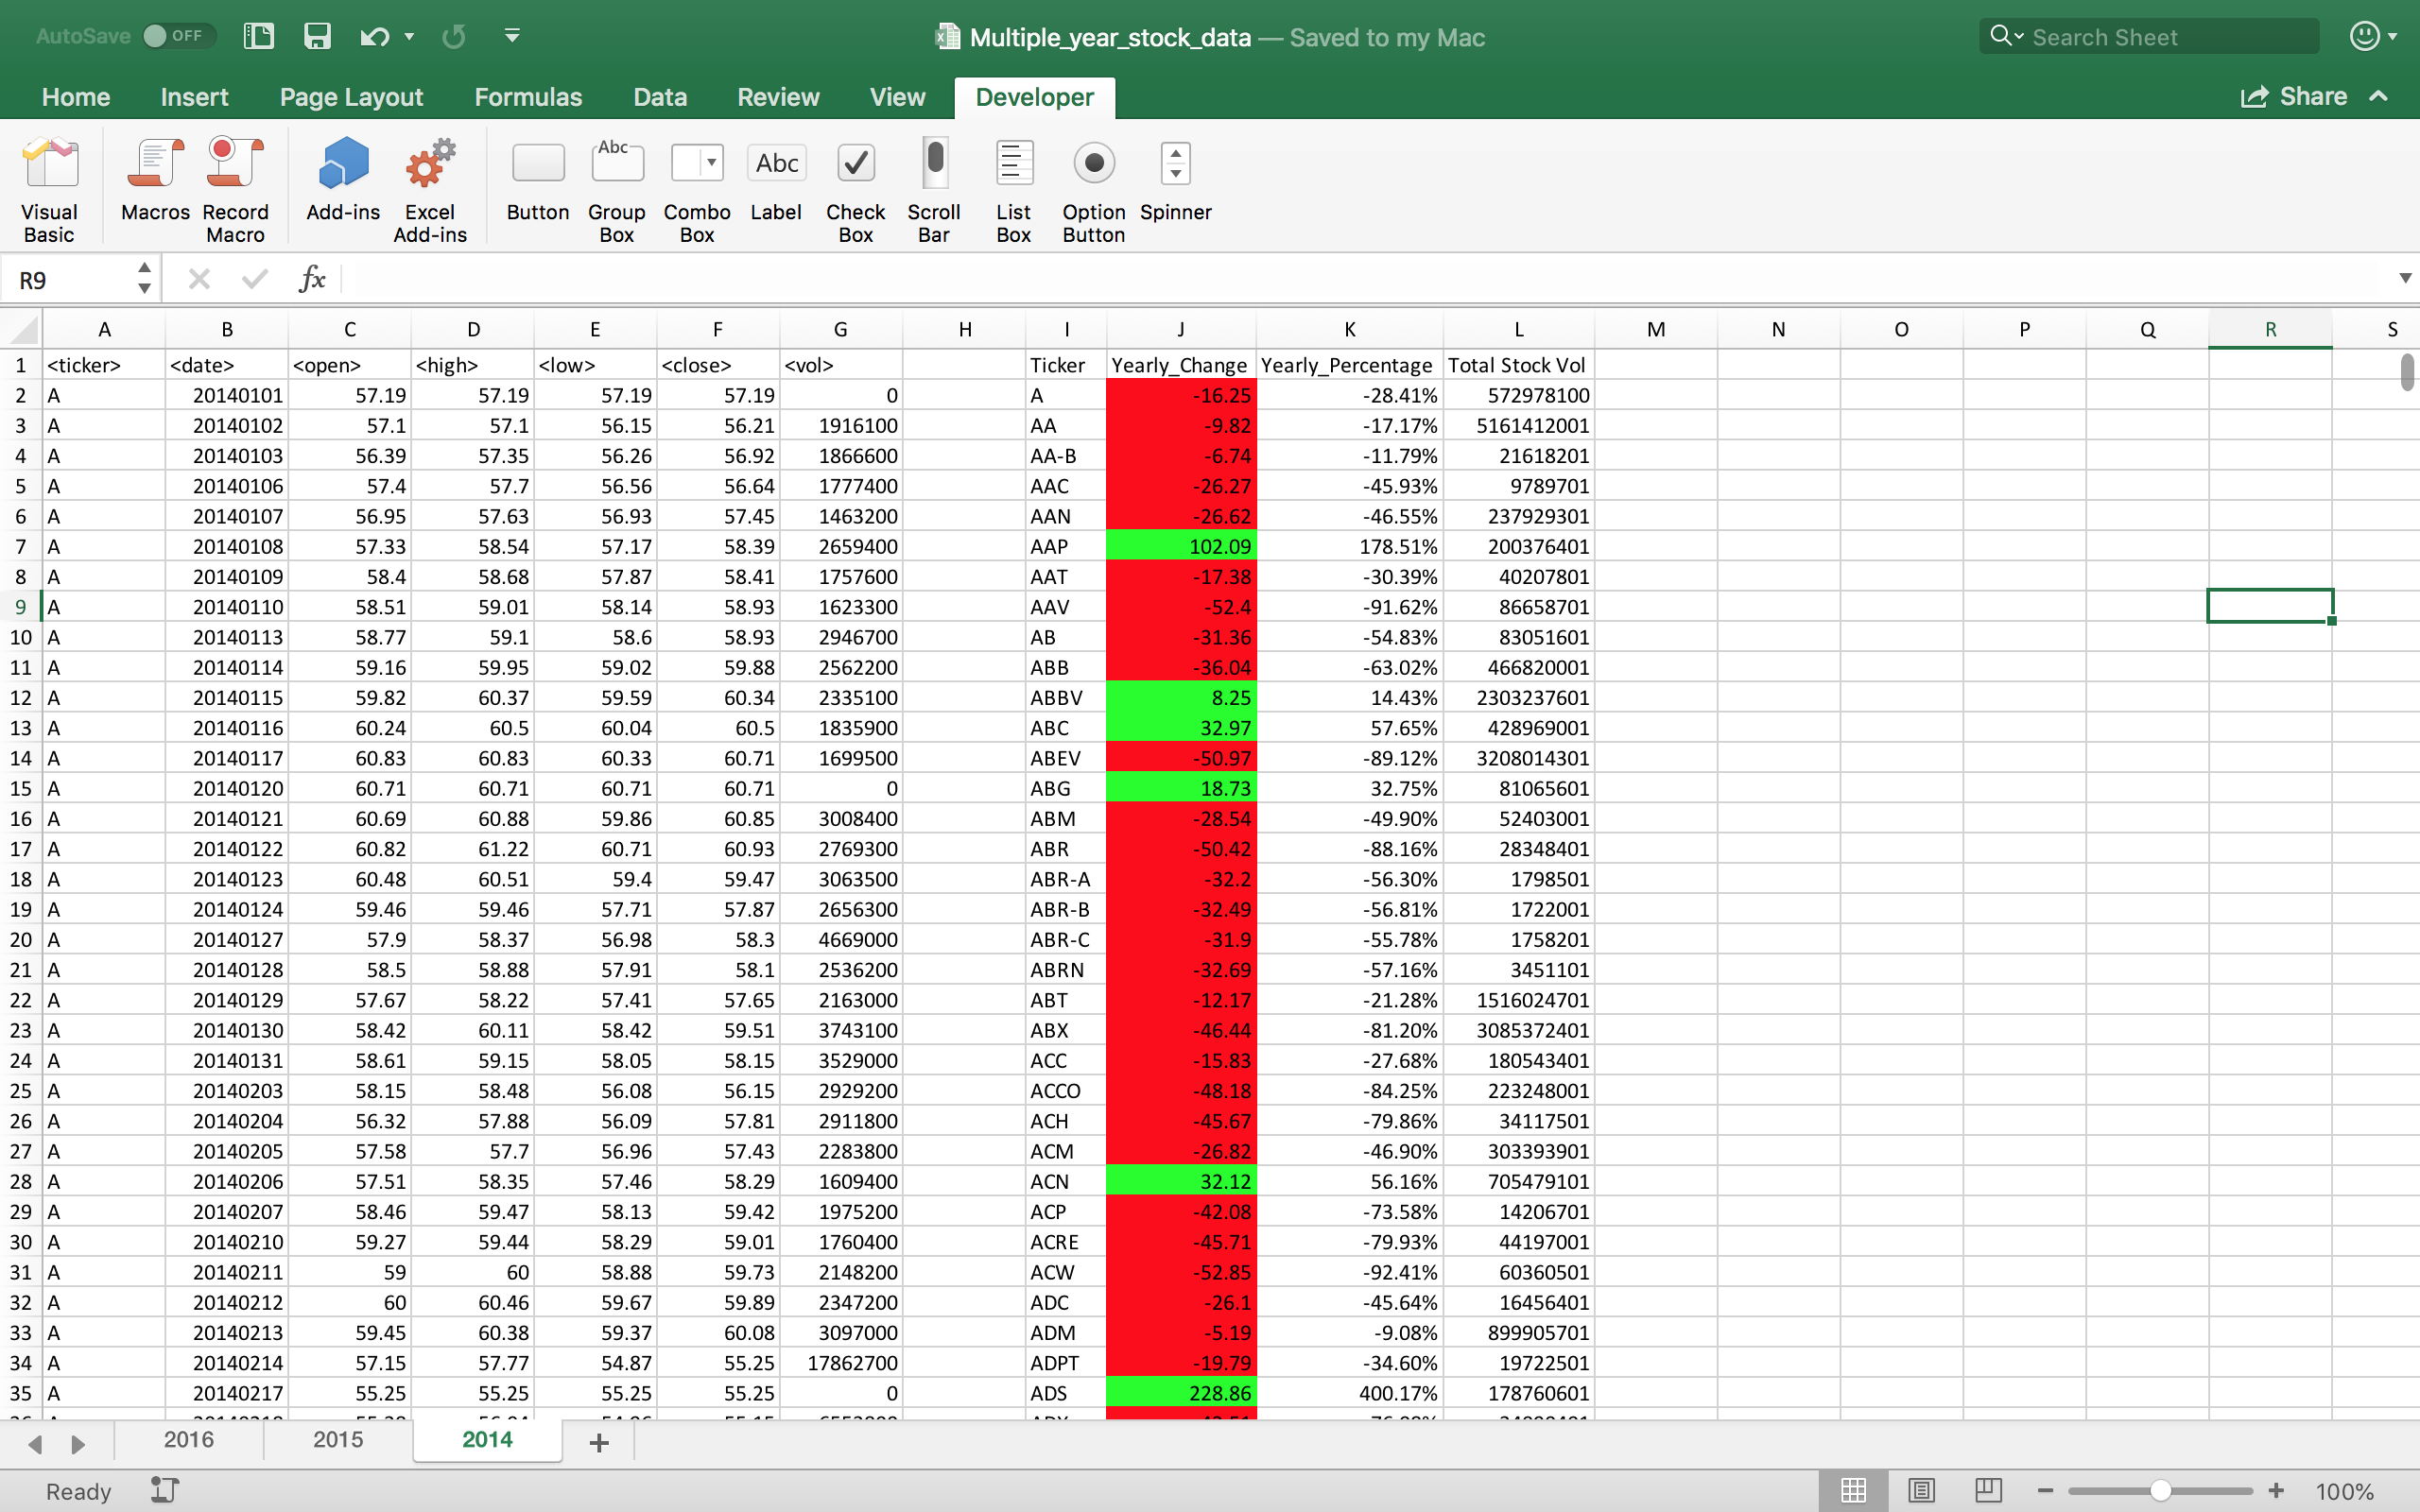 AutoSave OFF Multiple_year_stock_data — Saved to my Mac Search Sheet
Home Insert Page Layout Formulas Data Review View Developer Share
Visual Basic Macros Record Macro Add-ins Excel Add-ins Button Group Box Combo Box Label Check Box Scroll Bar List Box Option Button Spinner
Abc Abc
R9 fx
A B C D E F G H I J K L M N O P Q R S
1 <ticker> <date> <open> <high> <low> <close> <vol> Ticker Yearly_Change Yearly_Percentage Total Stock Vol
2 A 20140101 57.19 57.19 57.19 57.19 0 A -16.25 -28.41% 572978100
3 A 20140102 57.1 57.1 56.15 56.21 1916100 AA -9.82 -17.17% 5161412001
4 A 20140103 56.39 57.35 56.26 56.92 1866600 AA-B -6.74 -11.79% 21618201
5 A 20140106 57.4 57.7 56.56 56.64 1777400 AAC -26.27 -45.93% 9789701
6 A 20140107 56.95 57.63 56.93 57.45 1463200 AAN -26.62 -46.55% 237929301
7 A 20140108 57.33 58.54 57.17 58.39 2659400 AAP 102.09 178.51% 200376401
8 A 20140109 58.4 58.68 57.87 58.41 1757600 AAT -17.38 -30.39% 40207801
9 A 20140110 58.51 59.01 58.14 58.93 1623300 AAV -52.4 -91.62% 86658701
10 A 20140113 58.77 59.1 58.6 58.93 2946700 AB -31.36 -54.83% 83051601
11 A 20140114 59.16 59.95 59.02 59.88 2562200 ABB -36.04 -63.02% 466820001
12 A 20140115 59.82 60.37 59.59 60.34 2335100 ABBV 8.25 14.43% 2303237601
13 A 20140116 60.24 60.5 60.04 60.5 1835900 ABC 32.97 57.65% 428969001
14 A 20140117 60.83 60.83 60.33 60.71 1699500 ABEV -50.97 -89.12% 3208014301
15 A 20140120 60.71 60.71 60.71 60.71 0 ABG 18.73 32.75% 81065601
16 A 20140121 60.69 60.88 59.86 60.85 3008400 ABM -28.54 -49.90% 52403001
17 A 20140122 60.82 61.22 60.71 60.93 2769300 ABR -50.42 -88.16% 28348401
18 A 20140123 60.48 60.51 59.4 59.47 3063500 ABR-A -32.2 -56.30% 1798501
19 A 20140124 59.46 59.46 57.71 57.87 2656300 ABR-B -32.49 -56.81% 1722001
20 A 20140127 57.9 58.37 56.98 58.3 4669000 ABR-C -31.9 -55.78% 1758201
21 A 20140128 58.5 58.88 57.91 58.1 2536200 ABRN -32.69 -57.16% 3451101
22 A 20140129 57.67 58.22 57.41 57.65 2163000 ABT -12.17 -21.28% 1516024701
23 A 20140130 58.42 60.11 58.42 59.51 3743100 ABX -46.44 -81.20% 3085372401
24 A 20140131 58.61 59.15 58.05 58.15 3529000 ACC -15.83 -27.68% 180543401
25 A 20140203 58.15 58.48 56.08 56.15 2929200 ACCO -48.18 -84.25% 223248001
26 A 20140204 56.32 57.88 56.09 57.81 2911800 ACH -45.67 -79.86% 34117501
27 A 20140205 57.58 57.7 56.96 57.43 2283800 ACM -26.82 -46.90% 303393901
28 A 20140206 57.51 58.35 57.46 58.29 1609400 ACN 32.12 56.16% 705479101
29 A 20140207 58.46 59.47 58.13 59.42 1975200 ACP -42.08 -73.58% 14206701
30 A 20140210 59.27 59.44 58.29 59.01 1760400 ACRE -45.71 -79.93% 44197001
31 A 20140211 59 60 58.88 59.73 2148200 ACW -52.85 -92.41% 60360501
32 A 20140212 60 60.46 59.67 59.89 2347200 ADC -26.1 -45.64% 16456401
33 A 20140213 59.45 60.38 59.37 60.08 3097000 ADM -5.19 -9.08% 899905701
34 A 20140214 57.15 57.77 54.87 55.25 17862700 ADPT -19.79 -34.60% 19722501
35 A 20140217 55.25 55.25 55.25 55.25 0 ADS 228.86 400.17% 178760601
2016 2015 2014
Ready 100%